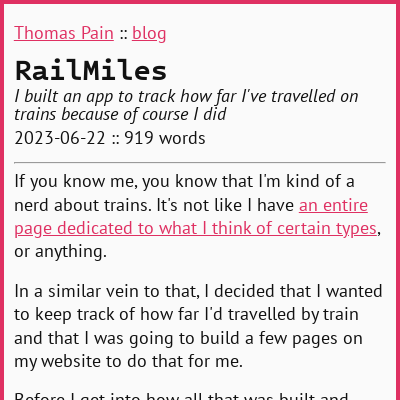 Thomas Pain :: blog
RailMiles
I built an app to track how far I've travelled on
trains because of course I did
2023-06-22 :: 919 words
If you know me, you know that I'm kind of a
nerd about trains. It's not like I have an entire
page dedicated to what I think of certain types,
or anything.
In a similar vein to that, I decided that I wanted
to keep track of how far I'd travelled by train
and that I was going to build a few pages on
my website to do that for me.
Before I get into how all that was built and